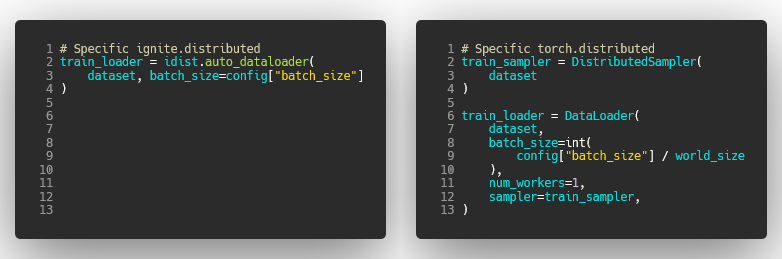 1 # Specific ignite.distributed
2 train_loader = idist.auto_dataloader(
3     dataset, batch_size=config["batch_size"]
4 )
5
6
7
8
9
10
11
12
13
1 # Specific torch.distributed
2 train_sampler = DistributedSampler(
3     dataset
4 )
5
6 train_loader = DataLoader(
7     dataset,
8     batch_size=int(
9         config["batch_size"] / world_size
10     ),
11     num_workers=1,
12     sampler=train_sampler,
13 )